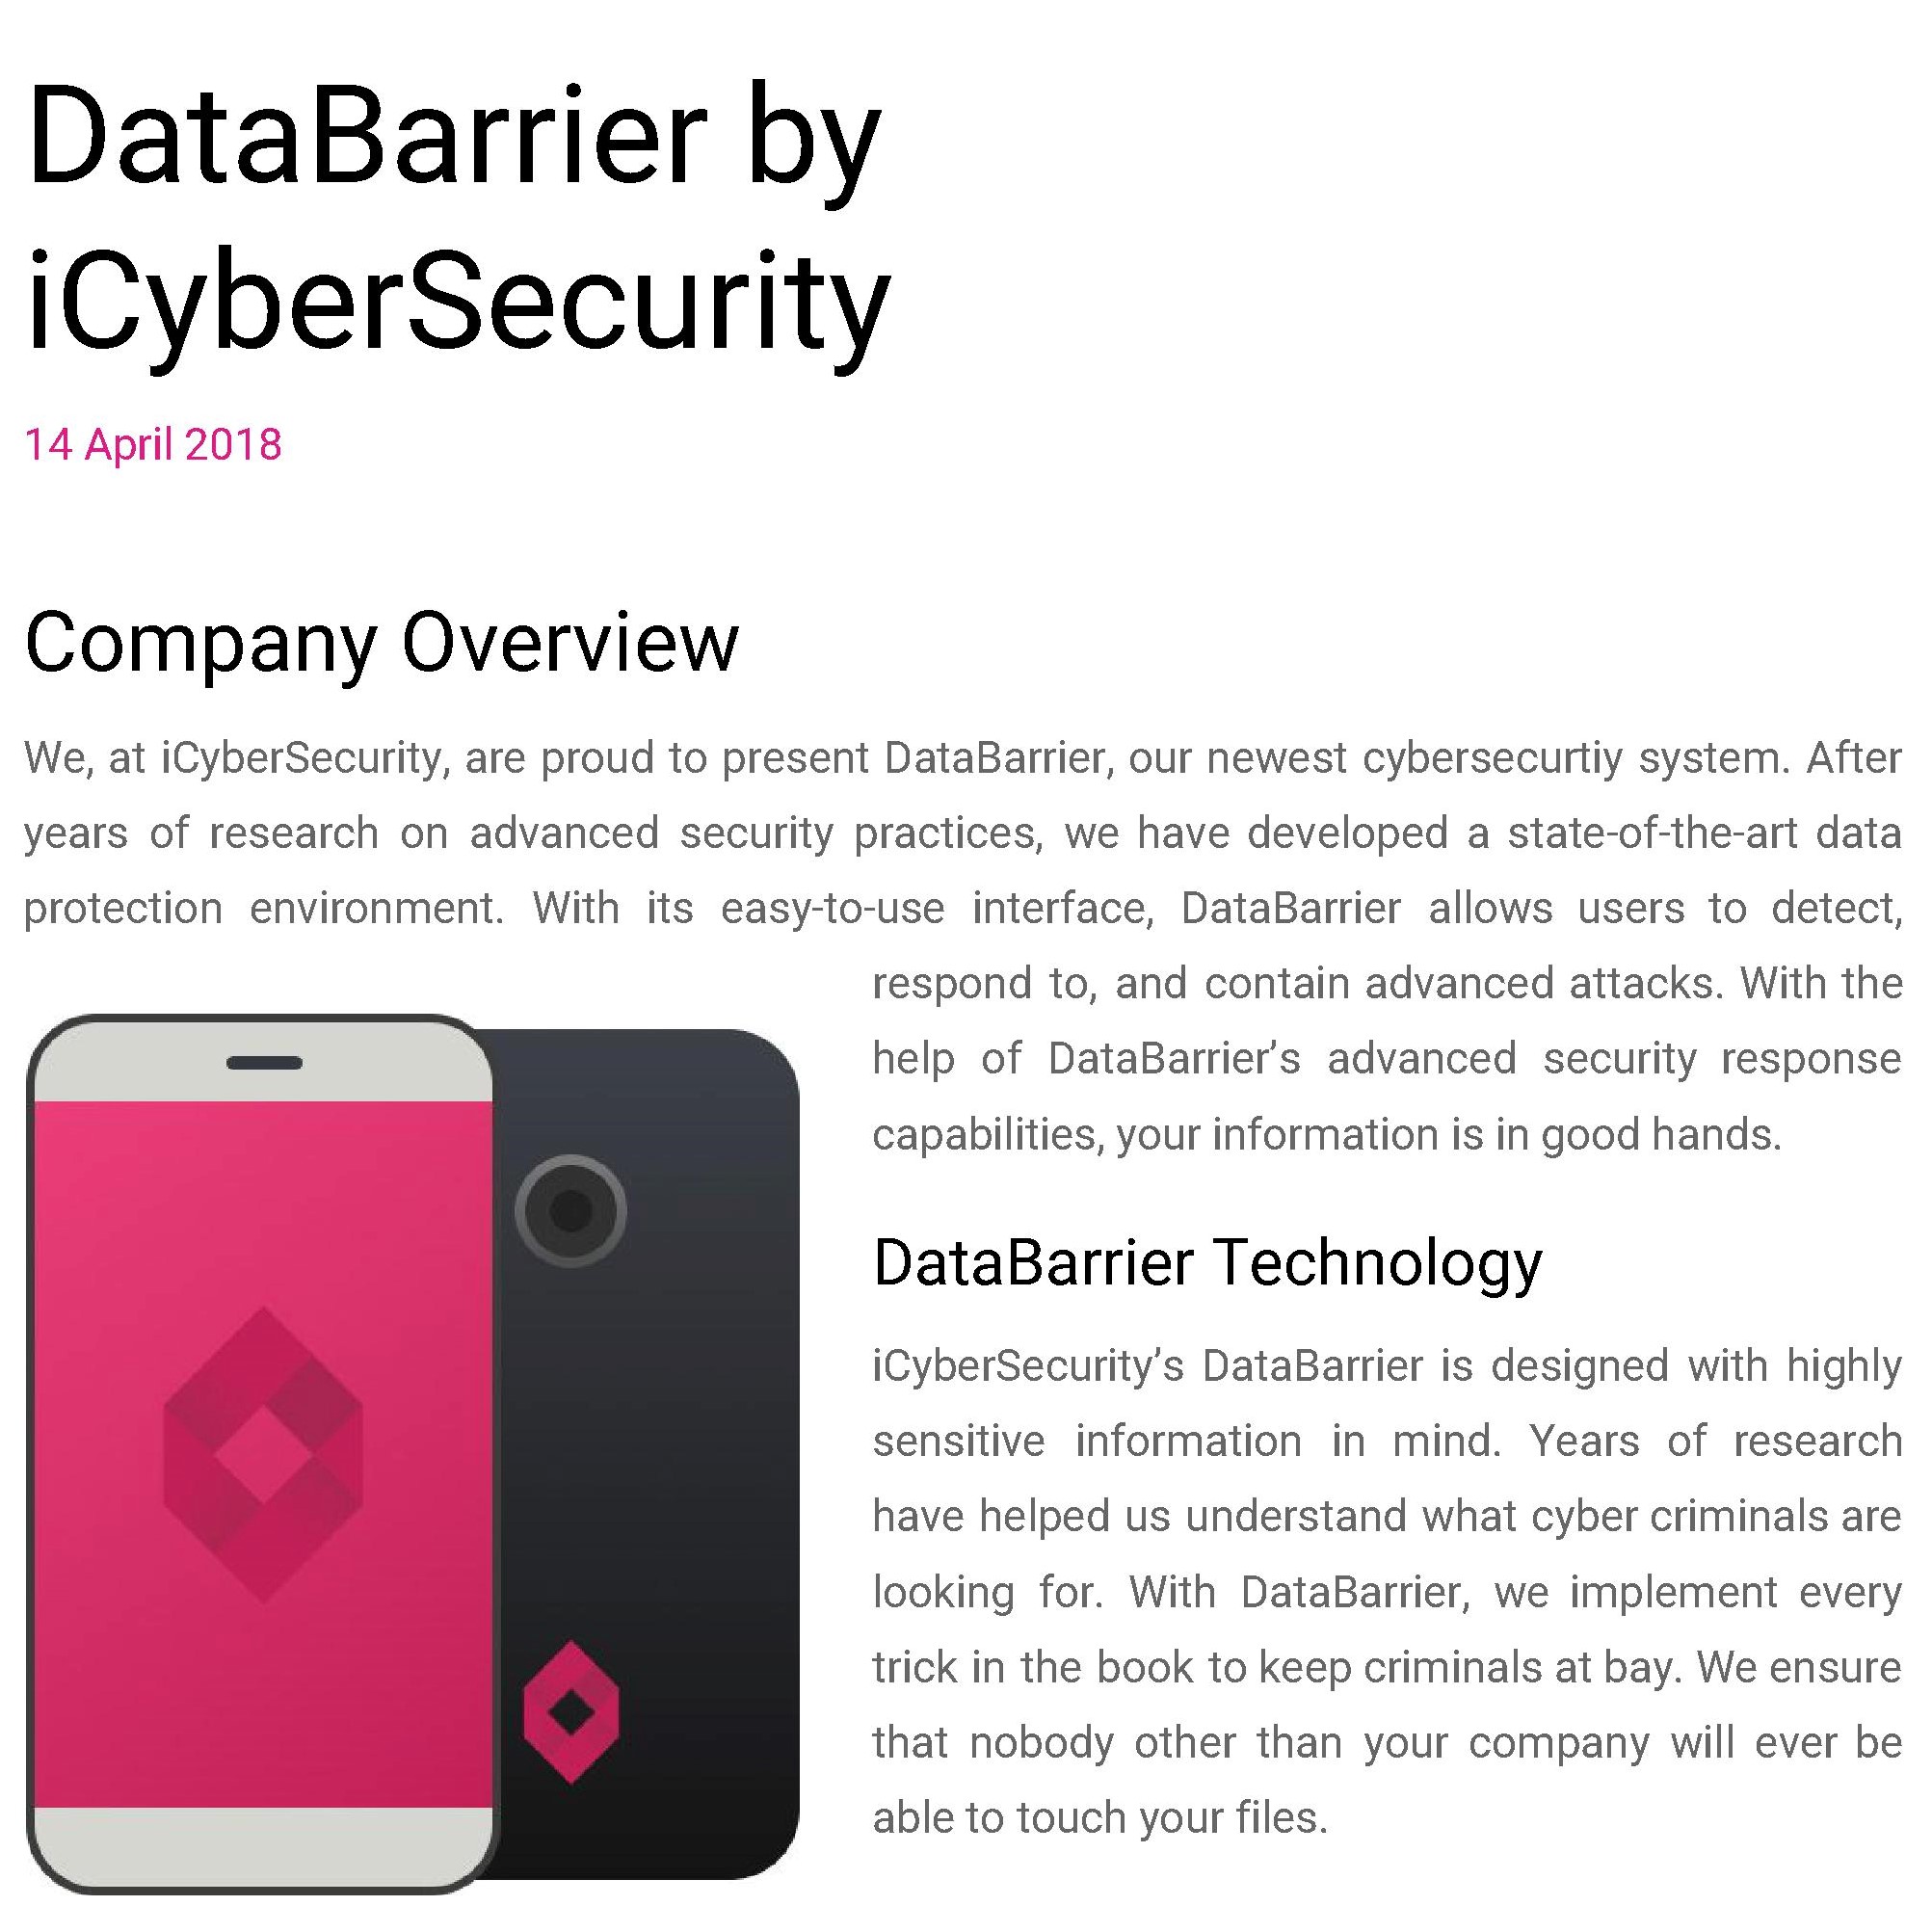 DataBarrier by
iCyberSecurity
14 April 2018
Company Overview
We, at iCyberSecurity, are proud to present DataBarrier, our newest cybersecurtiy system. After
years of research on advanced security practices, we have developed a state-of-the-art data
protection environment. With its easy-to-use interface, DataBarrier allows users to detect,
respond to, and contain advanced attacks. With the
help of DataBarrier’s advanced security response
capabilities, your information is in good hands.
DataBarrier Technology
iCyberSecurity’s DataBarrier is designed with highly
sensitive information in mind. Years of research
have helped us understand what cyber criminals are
looking for. With DataBarrier, we implement every
trick in the book to keep criminals at bay. We ensure
that nobody other than your company will ever be
able to touch your files.